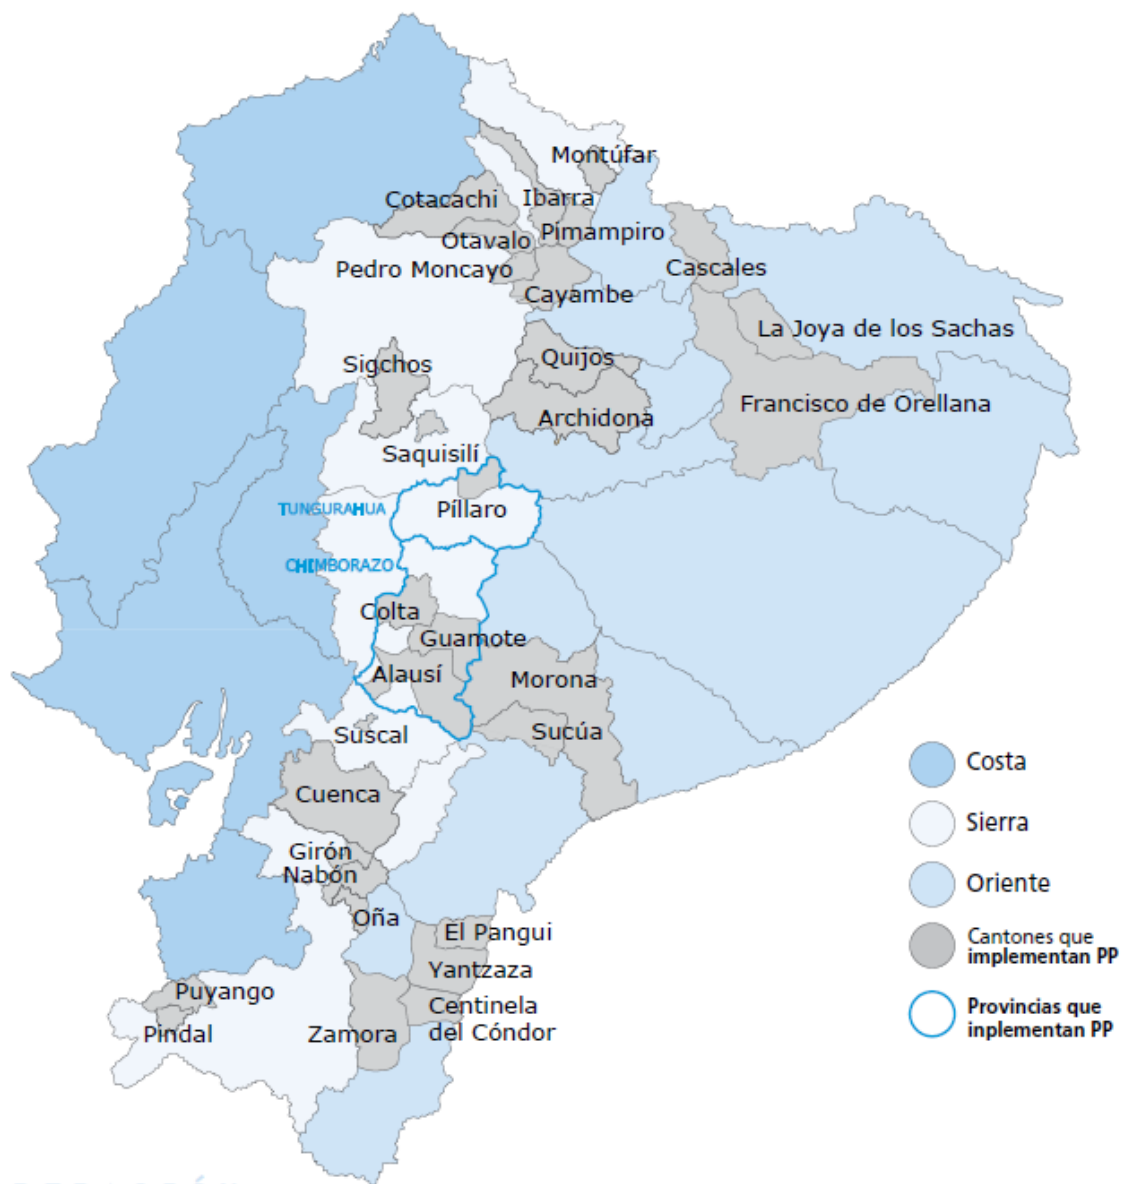 Montúfar
Cotacachi
Ibarra
Otavalo
Pimampiro
Pedro Moncayo
Cascales
Cayambe
La Joya de los Sachas
Sigchos
Quijos
Francisco de Orellana
Archidona
Saquisilí
TUNGURAHUA
Píllaro
CHIMBORAZO
Colta
Guamote
Alausí
Morona
Suscal
Sucúa
Costa
Cuenca
Sierra
Girón
Nabón
Oriente
Oña
El Pangui
Cantones que
implementan PP
Yantzaza
Puyango
Centinela
del Cóndor
Pindal
Zamora
Provincias que
inplementan PP